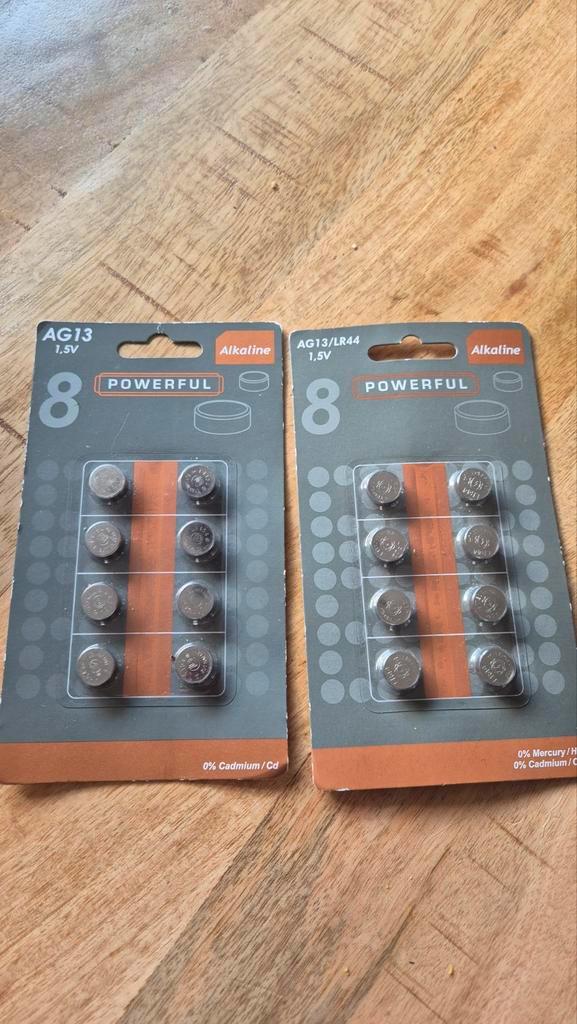 AG13
1,5V
Alkaline
8
POWERFUL
0% Cadmium / Cd
AG13/LR44
1,5V
Alkaline
8
POWERFUL
0% Mercury / H
0% Cadmium / C